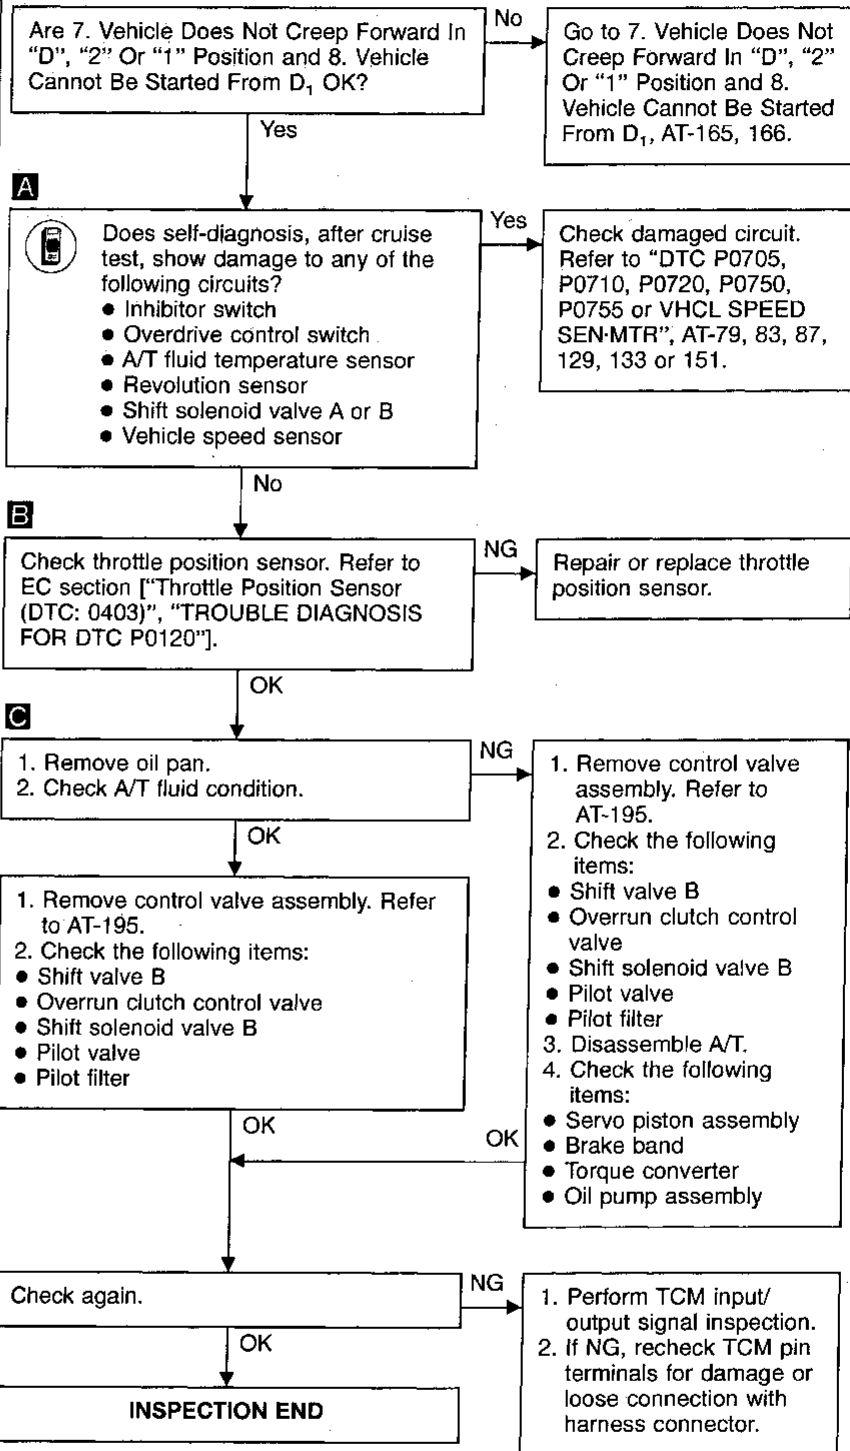 Are 7. Vehicle Does Not Creep Forward In
“D”, “2” Or “1” Position and 8. Vehicle
Cannot Be Started From D₁ OK?
No
Go to 7. Vehicle Does Not
Creep Forward In “D”, “2”
Or “1” Position and 8.
Vehicle Cannot Be Started
From D₁, AT-165, 166.
Yes
A
Does self-diagnosis, after cruise
test, show damage to any of the
following circuits?
● Inhibitor switch
● Overdrive control switch
● A/T fluid temperature sensor
● Revolution sensor
● Shift solenoid valve A or B
● Vehicle speed sensor
Yes
Check damaged circuit.
Refer to “DTC P0705,
P0710, P0720, P0750,
P0755 or VHCL SPEED
SEN·MTR”, AT-79, 83, 87,
129, 133 or 151.
No
B
Check throttle position sensor. Refer to
EC section [“Throttle Position Sensor
(DTC: 0403)”, “TROUBLE DIAGNOSIS
FOR DTC P0120”].
NG
Repair or replace throttle
position sensor.
OK
C
1. Remove oil pan.
2. Check A/T fluid condition.
NG
1. Remove control valve
assembly. Refer to
AT-195.
2. Check the following
items:
● Shift valve B
● Overrun clutch control
valve
● Shift solenoid valve B
● Pilot valve
● Pilot filter
3. Disassemble A/T.
4. Check the following
items:
● Servo piston assembly
● Brake band
● Torque converter
● Oil pump assembly
OK
1. Remove control valve assembly. Refer
to AT-195.
2. Check the following items:
● Shift valve B
● Overrun clutch control valve
● Shift solenoid valve B
● Pilot valve
● Pilot filter
OK
OK
Check again.
NG
1. Perform TCM input/
output signal inspection.
2. If NG, recheck TCM pin
terminals for damage or
loose connection with
harness connector.
OK
INSPECTION END